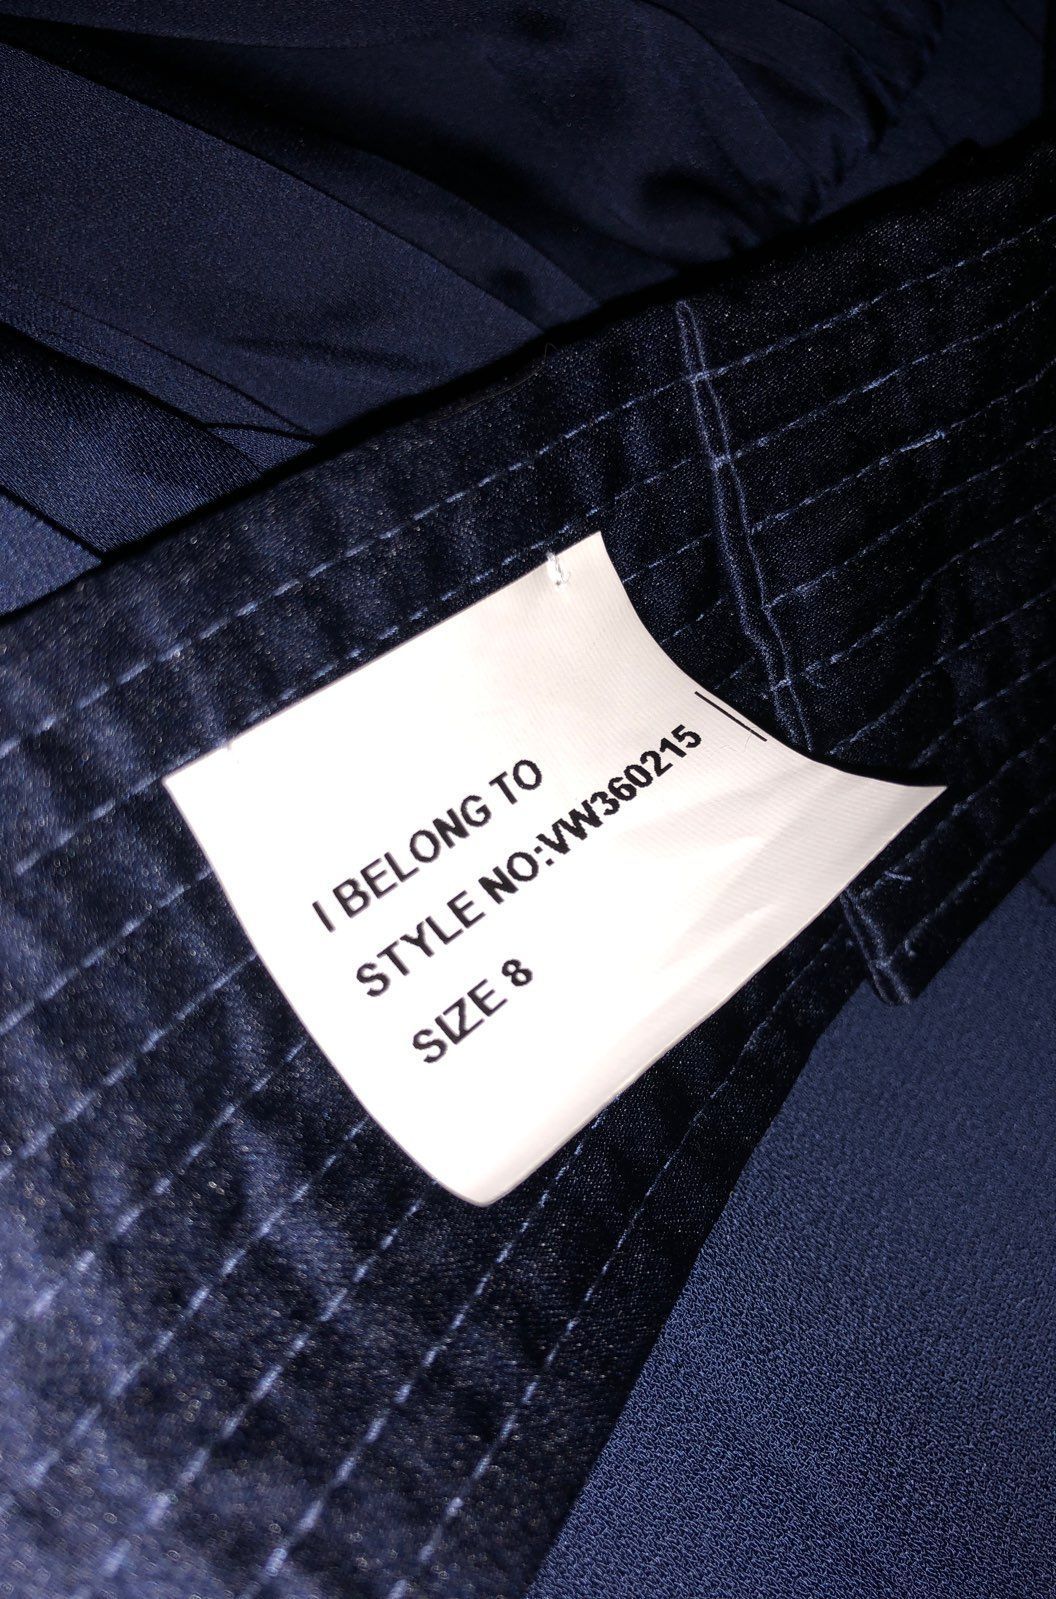 I BELONG TO
STYLE NO:VW360215
SIZE 8